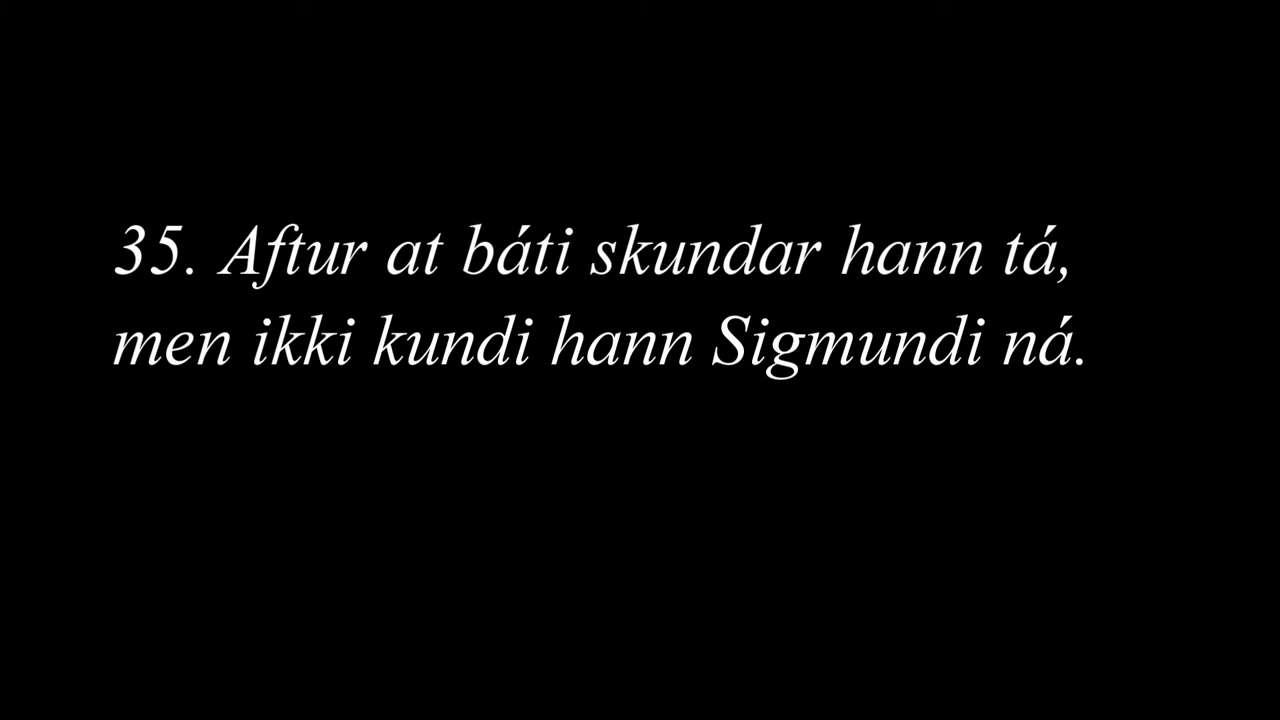 35. Aftur at báti skundar hann tá,
men ikki kundi hann Sigmundi ná.